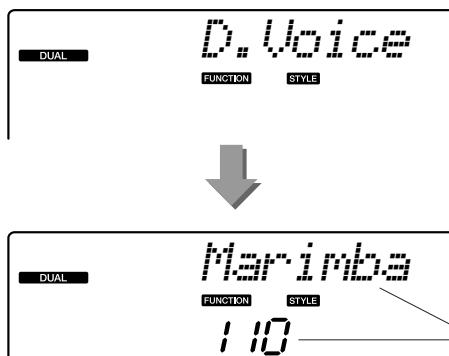 D.Voice
DUAL
FUNCTION STYLE
Marimba
DUAL
FUNCTION STYLE
110